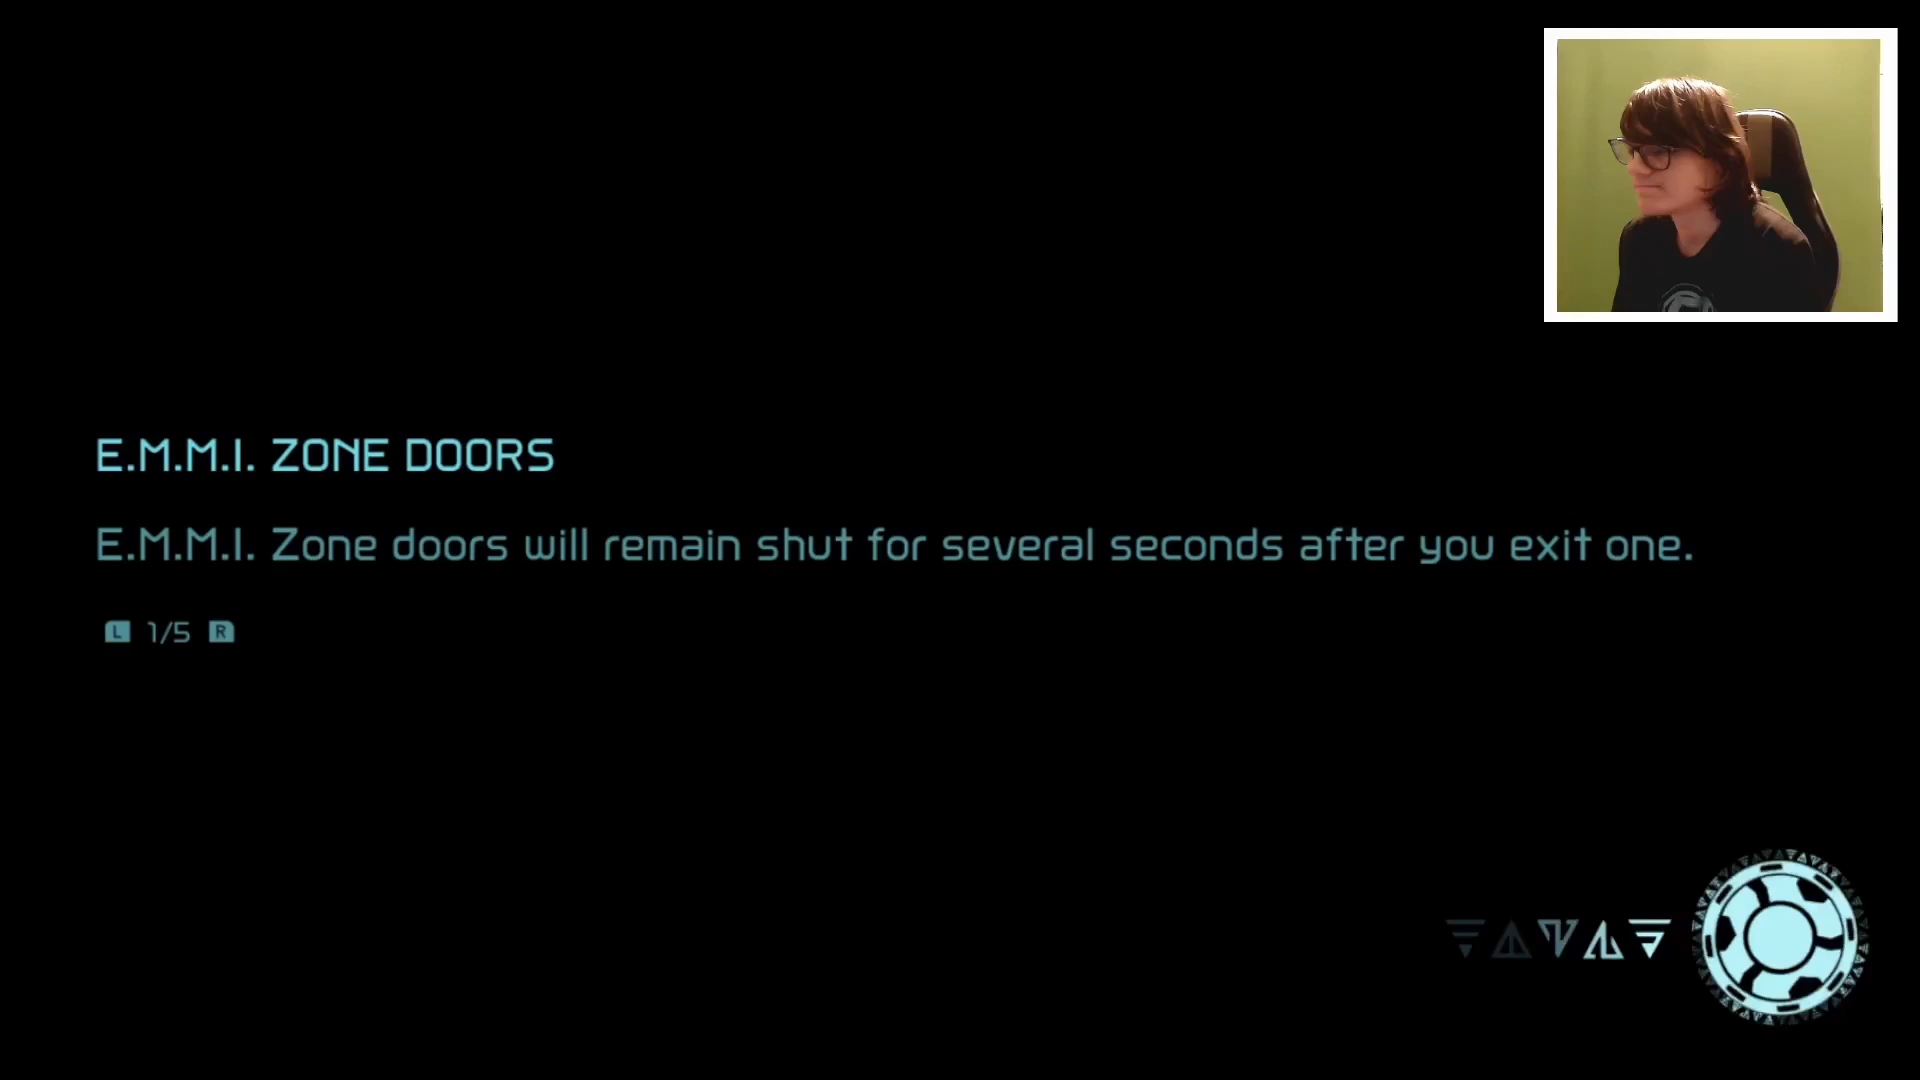 E.M.M.I. ZONE DOORS
E.M.M.I. Zone doors will remain shut for several seconds after you exit one.
L 1/5 R